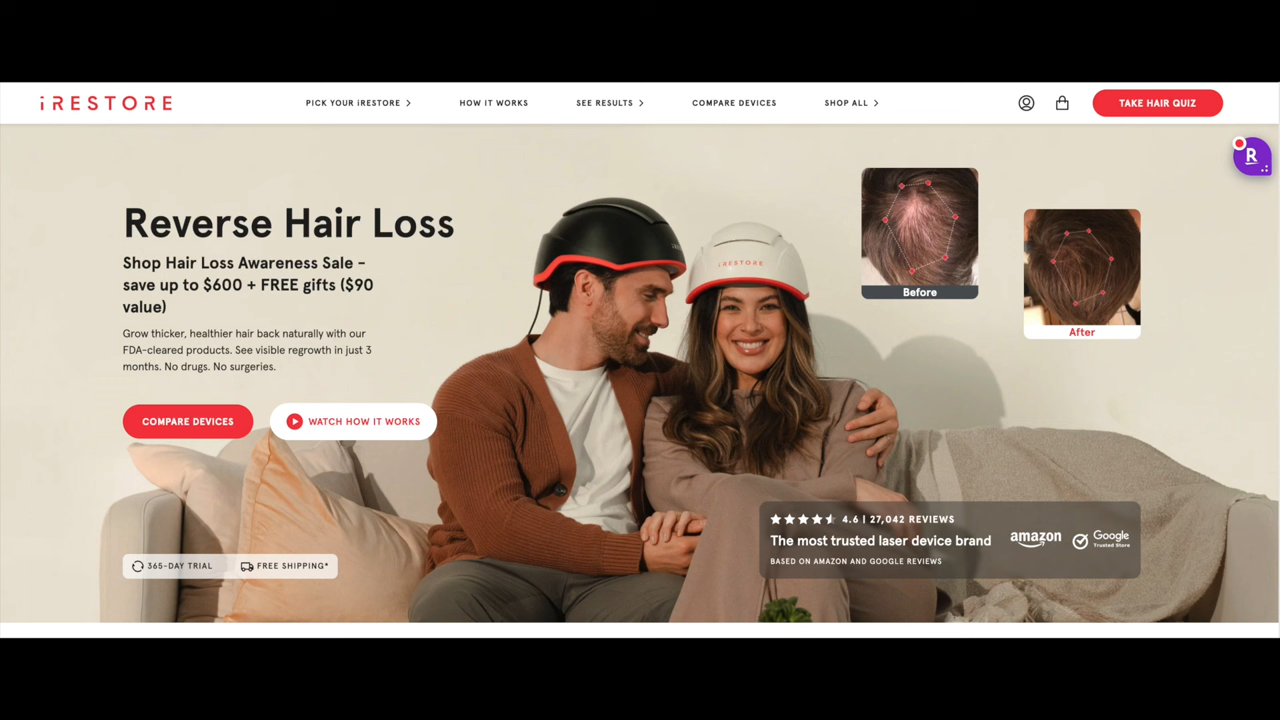 iRESTORE
PICK YOUR iRESTORE
HOW IT WORKS
SEE RESULTS
COMPARE DEVICES
SHOP ALL
TAKE HAIR QUIZ
R
Reverse Hair Loss
Shop Hair Loss Awareness Sale -
save up to $600 + FREE gifts ($90
value)
Grow thicker, healthier hair back naturally with our
FDA-cleared products. See visible regrowth in just 3
months. No drugs. No surgeries.
COMPARE DEVICES
WATCH HOW IT WORKS
iRESTORE
Before
After
4.6 | 27,042 REVIEWS
The most trusted laser device brand
BASED ON AMAZON AND GOOGLE REVIEWS
amazon
Google
Trusted Store
365-DAY TRIAL
FREE SHIPPING*